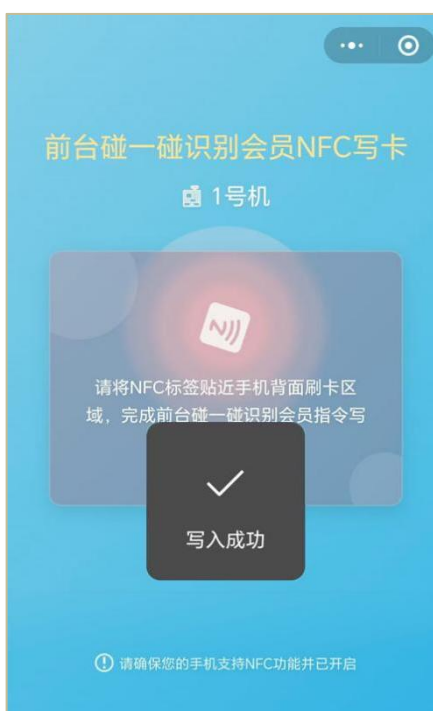 前台碰一碰识别会员NFC写卡
1号机
请将NFC标签贴近手机背面刷卡区
域，完成前台碰一碰识别会员指令写
写入成功
请确保您的手机支持NFC功能并已开启